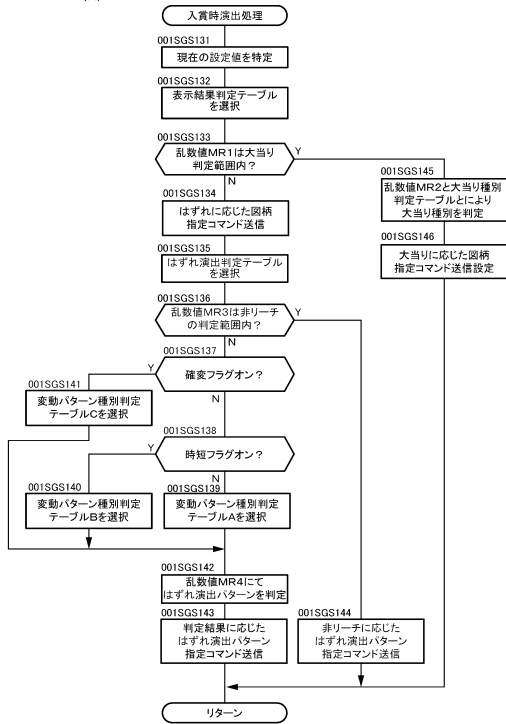 入賞時演出処理
001SGS131
現在の設定値を特定
001SGS132
表示結果判定テーブル
を選択
001SGS133
乱数値MR1は大当り
判定範囲内?
Y
N
001SGS134
はずれに応じた図柄
指定コマンド送信
001SGS135
はずれ演出判定テーブル
を選択
001SGS136
乱数値MR3は非リーチ
の判定範囲内?
Y
N
001SGS137
確変フラグオン?
Y
N
001SGS141
変動パターン種別判定
テーブルCを選択
001SGS138
時短フラグオン?
Y
N
001SGS140
変動パターン種別判定
テーブルBを選択
001SGS139
変動パターン種別判定
テーブルAを選択
001SGS142
乱数値MR4にて
はずれ演出パターンを判定
001SGS143
判定結果に応じた
はずれ演出パターン
指定コマンド送信
001SGS144
非リーチに応じた
はずれ演出パターン
指定コマンド送信
001SGS145
乱数値MR2と大当り種別
判定テーブルとにより
大当り種別を判定
001SGS146
大当りに応じた図柄
指定コマンド送信設定
リターン